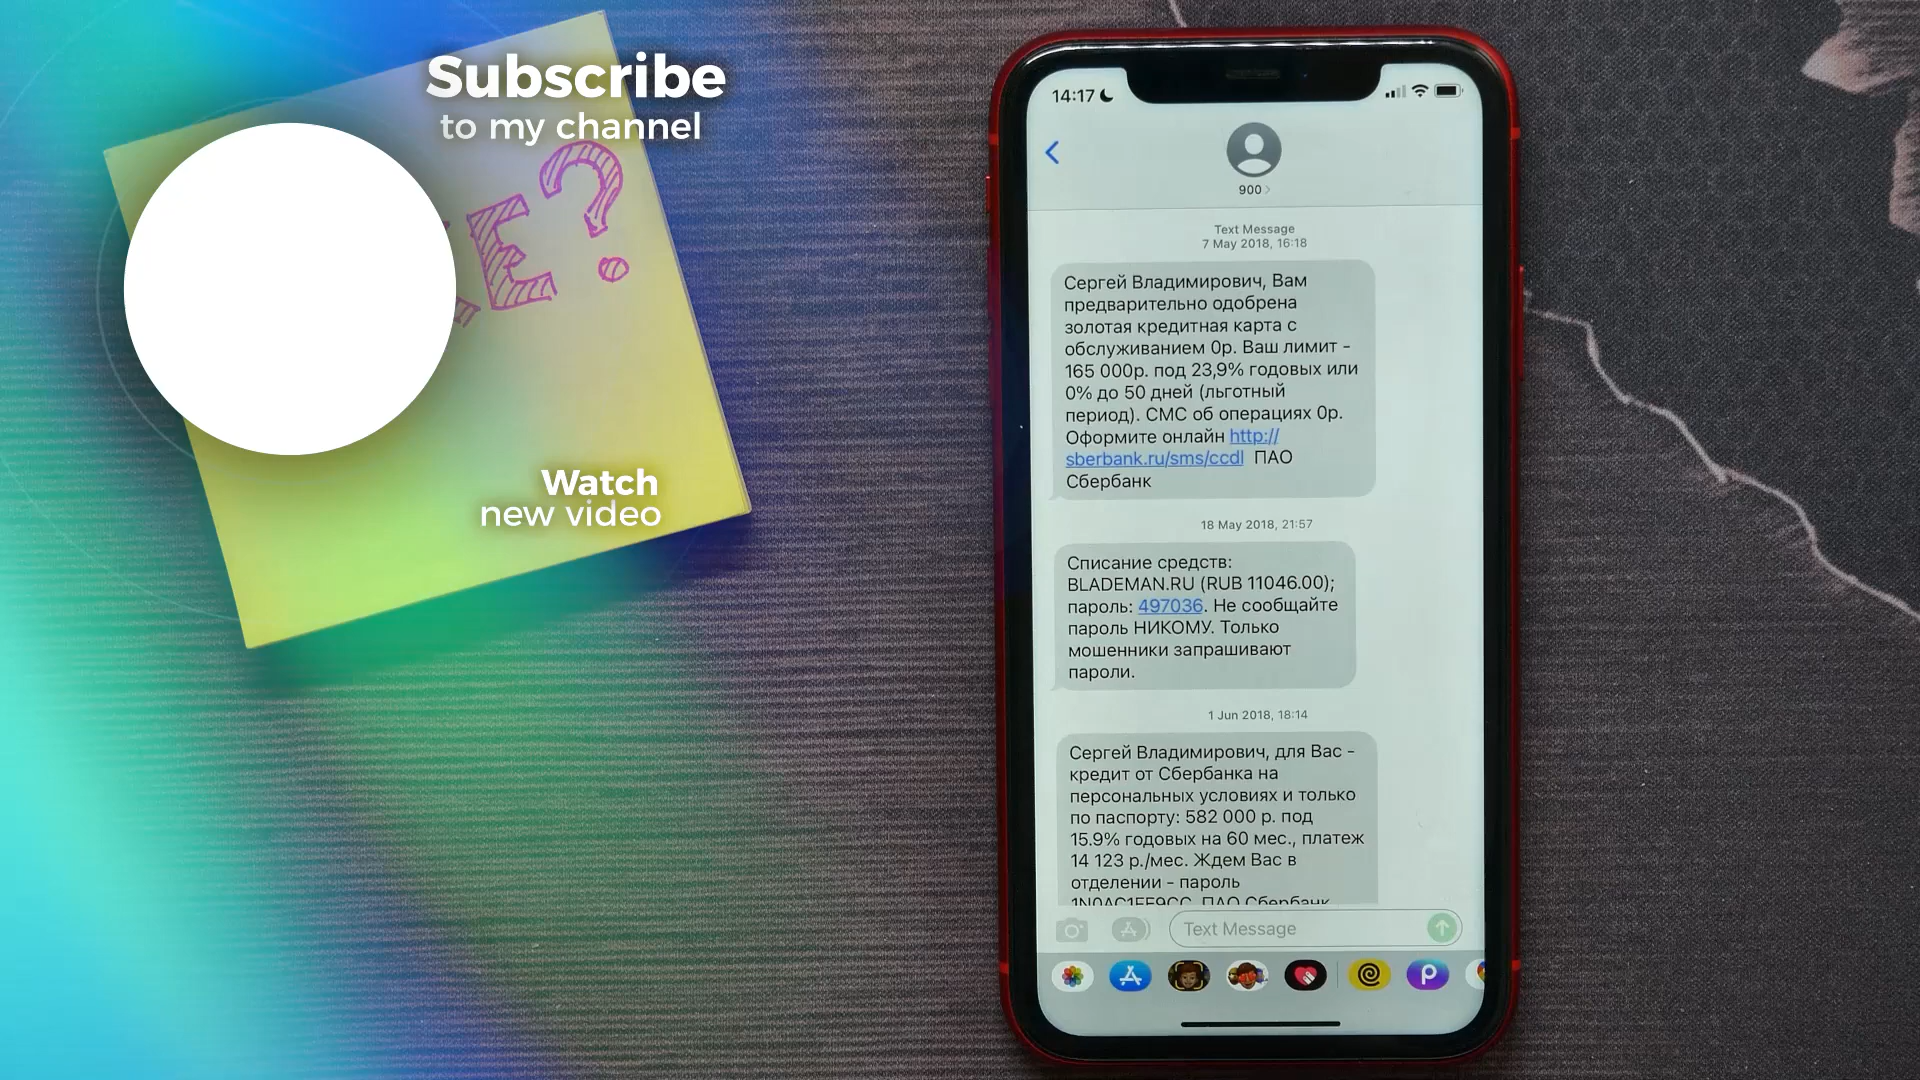 Subscribe
to my channel
KE?
Watch
new video
14:17
900
Text Message
7 May 2018, 16:18
Сергей Владимирович, Вам
предварительно одобрена
золотая кредитная карта с
обслуживанием 0р. Ваш лимит -
165 000р. под 23,9% годовых или
0% до 50 дней (льготный
период). СМС об операциях 0р.
Оформите онлайн http://
sberbank.ru/sms/ccdl ПАО
Сбербанк
18 May 2018, 21:57
Списание средств:
BLADEMAN.RU (RUB 11046.00);
пароль: 497036. Не сообщайте
пароль НИКОМУ. Только
мошенники запрашивают
пароли.
1 Jun 2018, 18:14
Сергей Владимирович, для Вас -
кредит от Сбербанка на
персональных условиях и только
по паспорту: 582 000 р. под
15.9% годовых на 60 мес., платеж
14 123 р./мес. Ждем Вас в
отделении - пароль
ПАО Сбербанк
Text Message